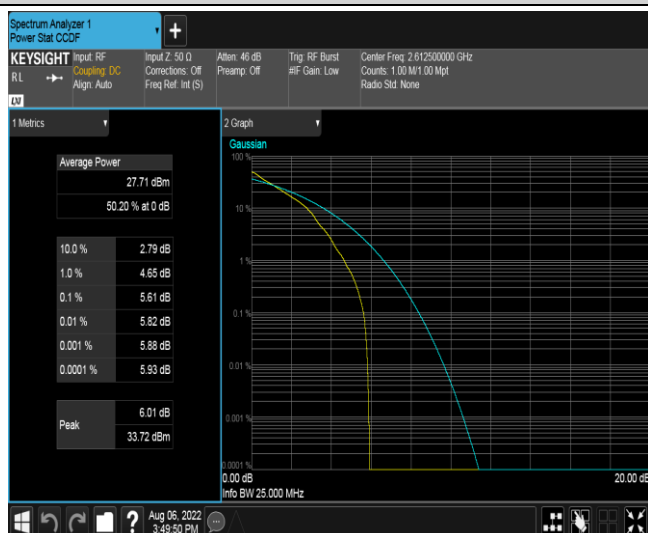 Spectrum Analyzer 1
Power Stat CCDF
KEYSIGHT
RL
LXI
Input: RF
Coupling: DC
Align: Auto
Input Z: 50 Ω
Corrections: Off
Freq Ref: Int (S)
Atten: 46 dB
Preamp: Off
Trig: RF Burst
#IF Gain: Low
Center Freq: 2.612500000 GHz
Counts: 1.00 M/1.00 Mpt
Radio Std: None
1 Metrics
Average Power
27.71 dBm
50.20 % at 0 dB
10.0 % 2.79 dB
1.0 % 4.65 dB
0.1 % 5.61 dB
0.01 % 5.82 dB
0.001 % 5.88 dB
0.0001 % 5.93 dB
Peak
6.01 dB
33.72 dBm
2 Graph
Gaussian
100 %
10 %
1 %
0.1 %
0.01 %
0.001 %
0.0001 %
0.00 dB 20.00 dB
Info BW 25.000 MHz
?
Aug 06, 2022
3:49:50 PM